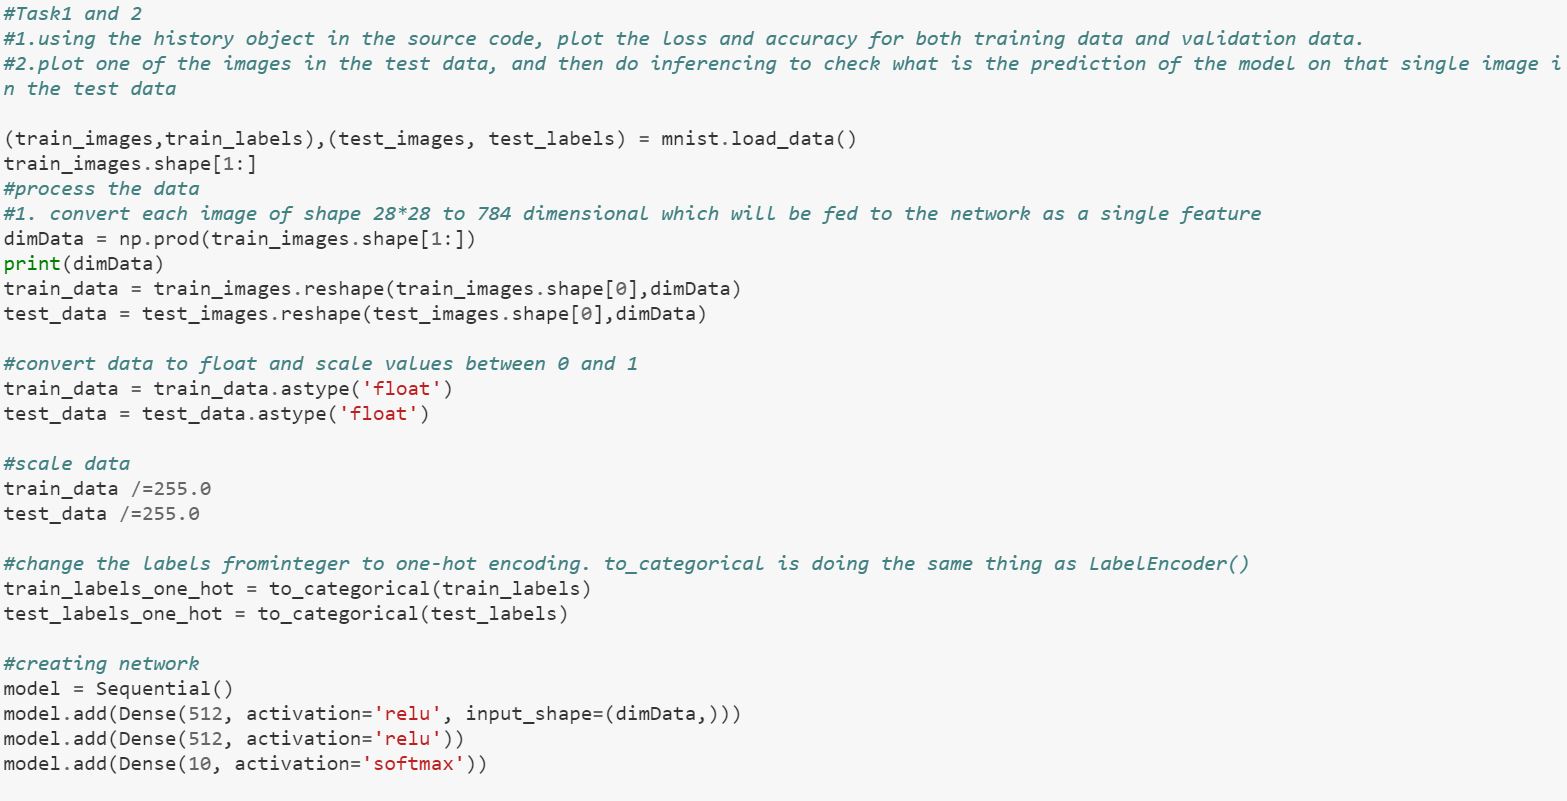 #Task1 and 2
#1.using the history object in the source code, plot the loss and accuracy for both training data and validation data.
#2.plot one of the images in the test data, and then do inferencing to check what is the prediction of the model on that single image i
n the test data
(train_images,train_labels),(test_images, test_labels) = mnist.load_data()
train_images.shape[1:]
#process the data
#1. convert each image of shape 28*28 to 784 dimensional which will be fed to the network as a single feature
dimData = np.prod(train_images.shape[1:])
print(dimData)
train_data = train_images.reshape(train_images.shape[0],dimData)
test_data = test_images.reshape(test_images.shape[0],dimData)
#convert data to float and scale values between 0 and 1
train_data = train_data.astype('float')
test_data = test_data.astype('float')
#scale data
train_data /=255.0
test_data /=255.0
#change the labels frominteger to one-hot encoding. to_categorical is doing the same thing as LabelEncoder()
train_labels_one_hot = to_categorical(train_labels)
test_labels_one_hot = to_categorical(test_labels)
#creating network
model = Sequential()
model.add(Dense(512, activation='relu', input_shape=(dimData,)))
model.add(Dense(512, activation='relu'))
model.add(Dense(10, activation='softmax'))